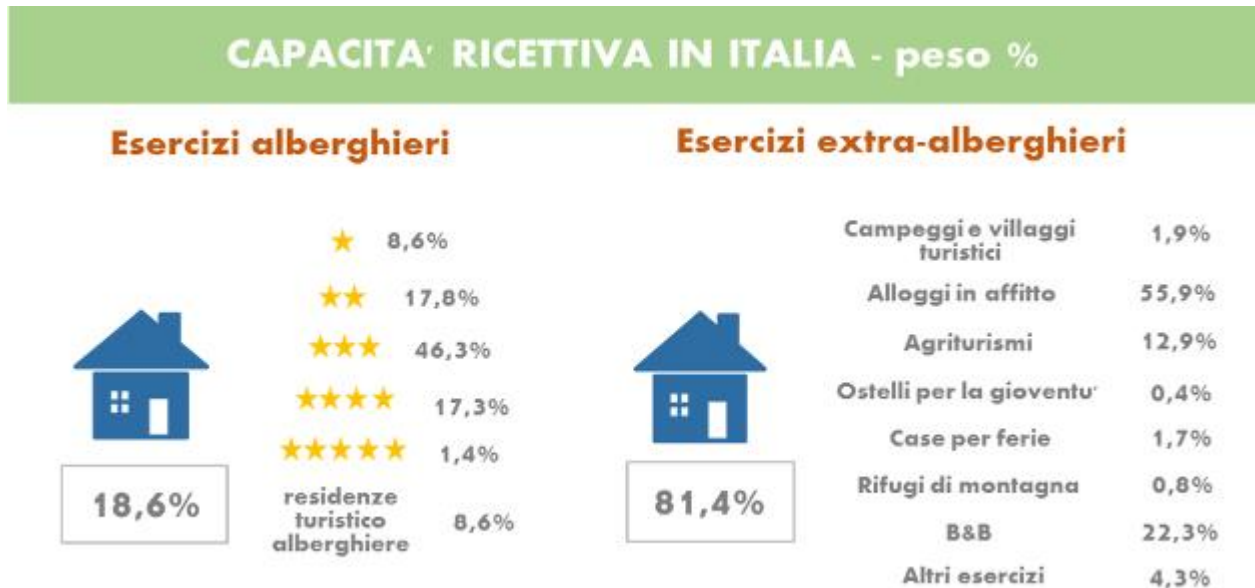 CAPACITA' RICETTIVA IN ITALIA - peso %
Esercizi alberghieri
8,6%
17,8%
46,3%
17,3%
1,4%
residenze
turistico
alberghiere
8,6%
18,6%
Esercizi extra-alberghieri
Campeggi e villaggi
turistici
1,9%
Alloggi in affitto 55,9%
Agriturismi 12,9%
Ostelli per la gioventu' 0,4%
Case per ferie 1,7%
Rifugi di montagna 0,8%
B&B 22,3%
Altri esercizi 4,3%
81,4%